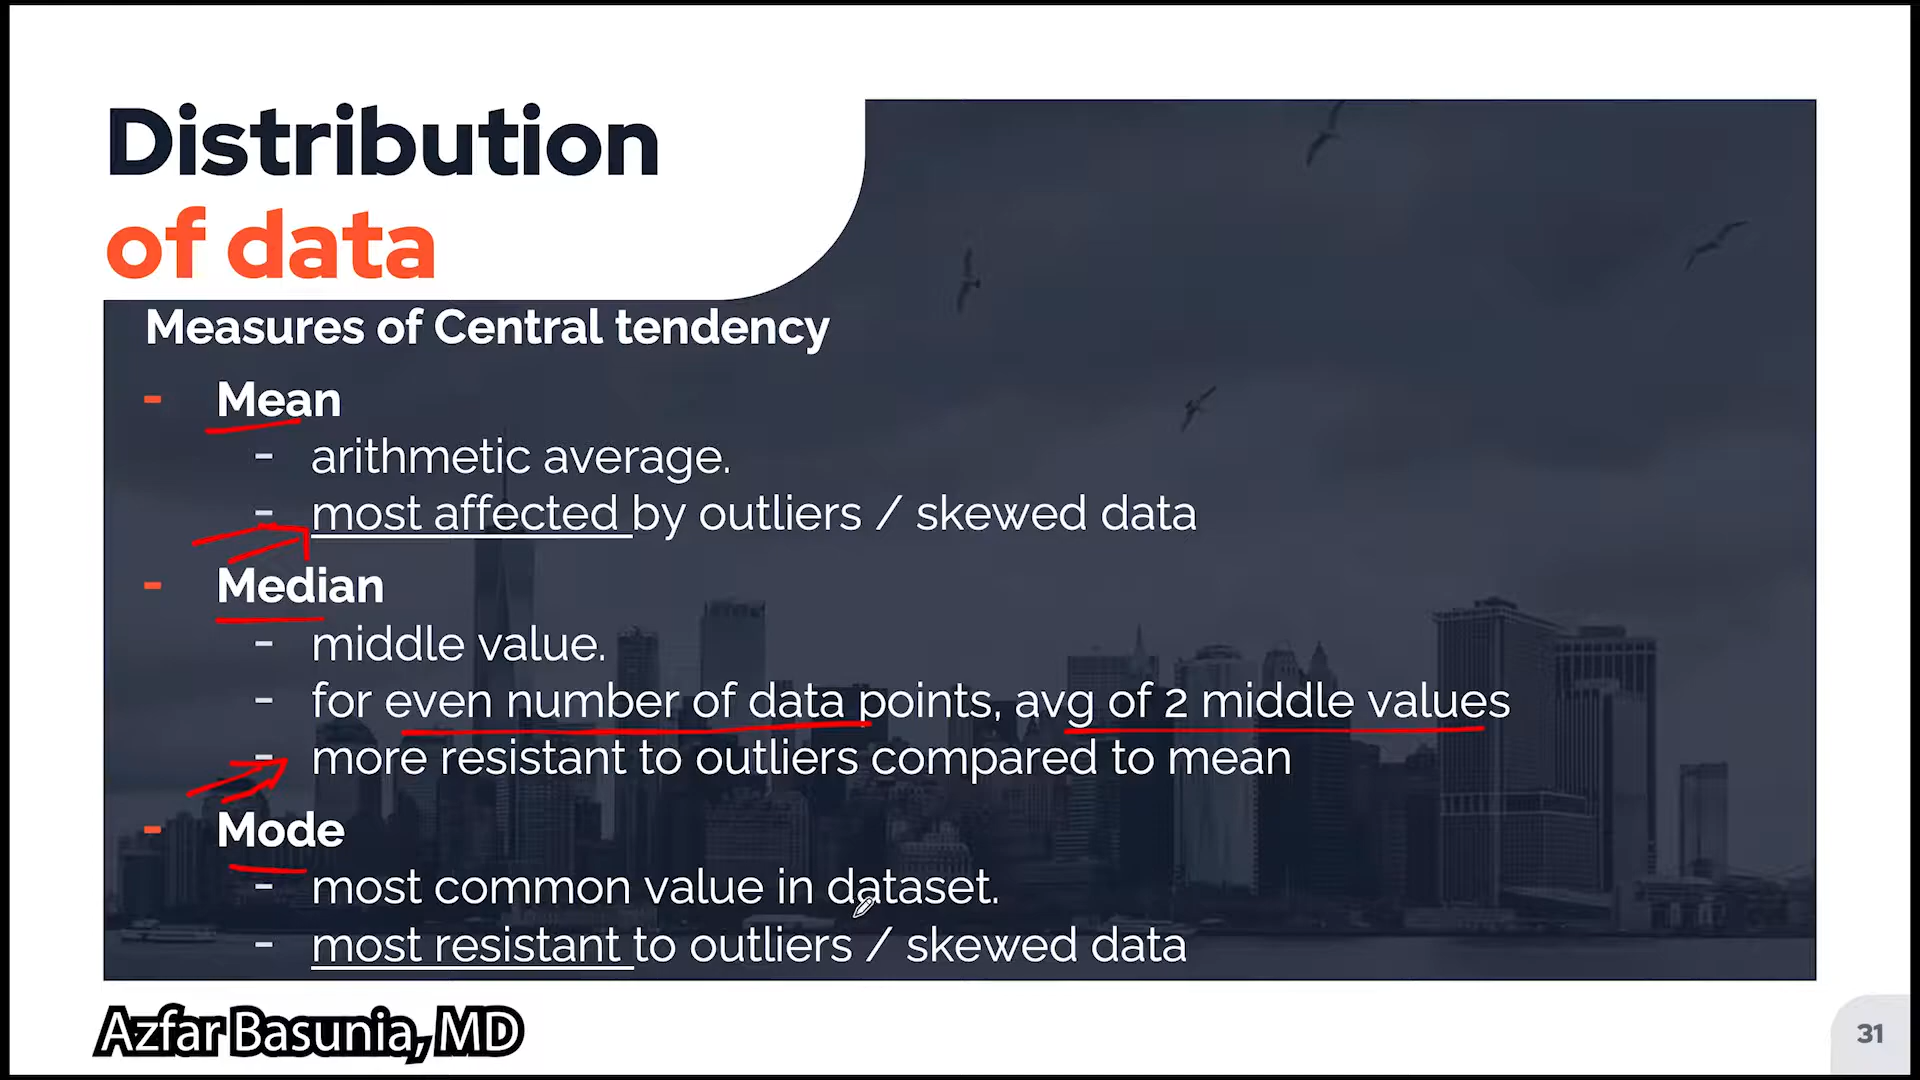 Distribution
of data
Measures of Central tendency
- Mean
- arithmetic average.
- most affected by outliers / skewed data
- Median
- middle value.
- for even number of data points, avg of 2 middle values
- more resistant to outliers compared to mean
- Mode
- most common value in dataset.
- most resistant to outliers / skewed data
Azfar Basunia, MD
31